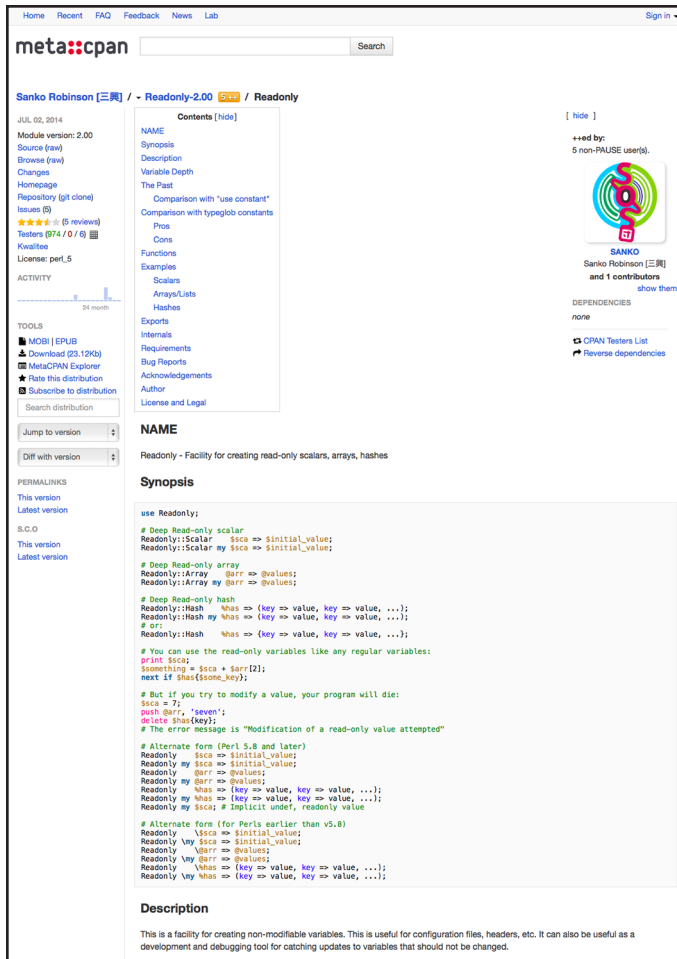 Home Recent FAQ Feedback News Lab Sign in
meta::cpan Search
Sanko Robinson [三興] / Readonly-2.00 5 ++ / Readonly
JUL 02, 2014
Module version: 2.00
Source (raw)
Browse (raw)
Changes
Homepage
Repository (git clone)
Issues (5)
(5 reviews)
Testers (974 / 0 / 6)
Kwalitee
License: perl_5
ACTIVITY
24 month
TOOLS
MOBI | EPUB
Download (23.12Kb)
MetaCPAN Explorer
Rate this distribution
Subscribe to distribution
Search distribution
Jump to version
Diff with version
PERMALINKS
This version
Latest version
S.C.O
This version
Latest version
Contents [hide]
NAME
Synopsis
Description
Variable Depth
The Past
Comparison with "use constant"
Comparison with typeglob constants
Pros
Cons
Functions
Examples
Scalars
Arrays/Lists
Hashes
Exports
Internals
Requirements
Bug Reports
Acknowledgements
Author
License and Legal
[ hide ]
++ed by:
5 non-PAUSE user(s).
SANKO
Sanko Robinson [三興]
and 1 contributors
show them
DEPENDENCIES
none
CPAN Testers List
Reverse dependencies
NAME
Readonly - Facility for creating read-only scalars, arrays, hashes
Synopsis
use Readonly;
# Deep Read-only scalar
Readonly::Scalar    $sca => $initial_value;
Readonly::Scalar my $sca => $initial_value;
# Deep Read-only array
Readonly::Array    @arr => @values;
Readonly::Array my @arr => @values;
# Deep Read-only hash
Readonly::Hash    %has => (key => value, key => value, ...);
Readonly::Hash my %has => (key => value, key => value, ...);
# or:
Readonly::Hash    %has => {key => value, key => value, ...};
# You can use the read-only variables like any regular variables:
print $sca;
$something = $sca + $arr[2];
next if $has{$some_key};
# But if you try to modify a value, your program will die:
$sca = 7;
push @arr, 'seven';
delete $has{key};
# The error message is "Modification of a read-only value attempted"
# Alternate form (Perl 5.8 and later)
Readonly    $sca => $initial_value;
Readonly my $sca => $initial_value;
Readonly    @arr => @values;
Readonly my @arr => @values;
Readonly    %has => (key => value, key => value, ...);
Readonly my %has => (key => value, key => value, ...);
Readonly my $sca; # Implicit undef, readonly value
# Alternate form (for Perls earlier than v5.8)
Readonly    \$sca => $initial_value;
Readonly \my $sca => $initial_value;
Readonly    \@arr => @values;
Readonly \my @arr => @values;
Readonly    \%has => (key => value, key => value, ...);
Readonly \my %has => (key => value, key => value, ...);
Description
This is a facility for creating non-modifiable variables. This is useful for configuration files, headers, etc. It can also be useful as a
development and debugging tool for catching updates to variables that should not be changed.